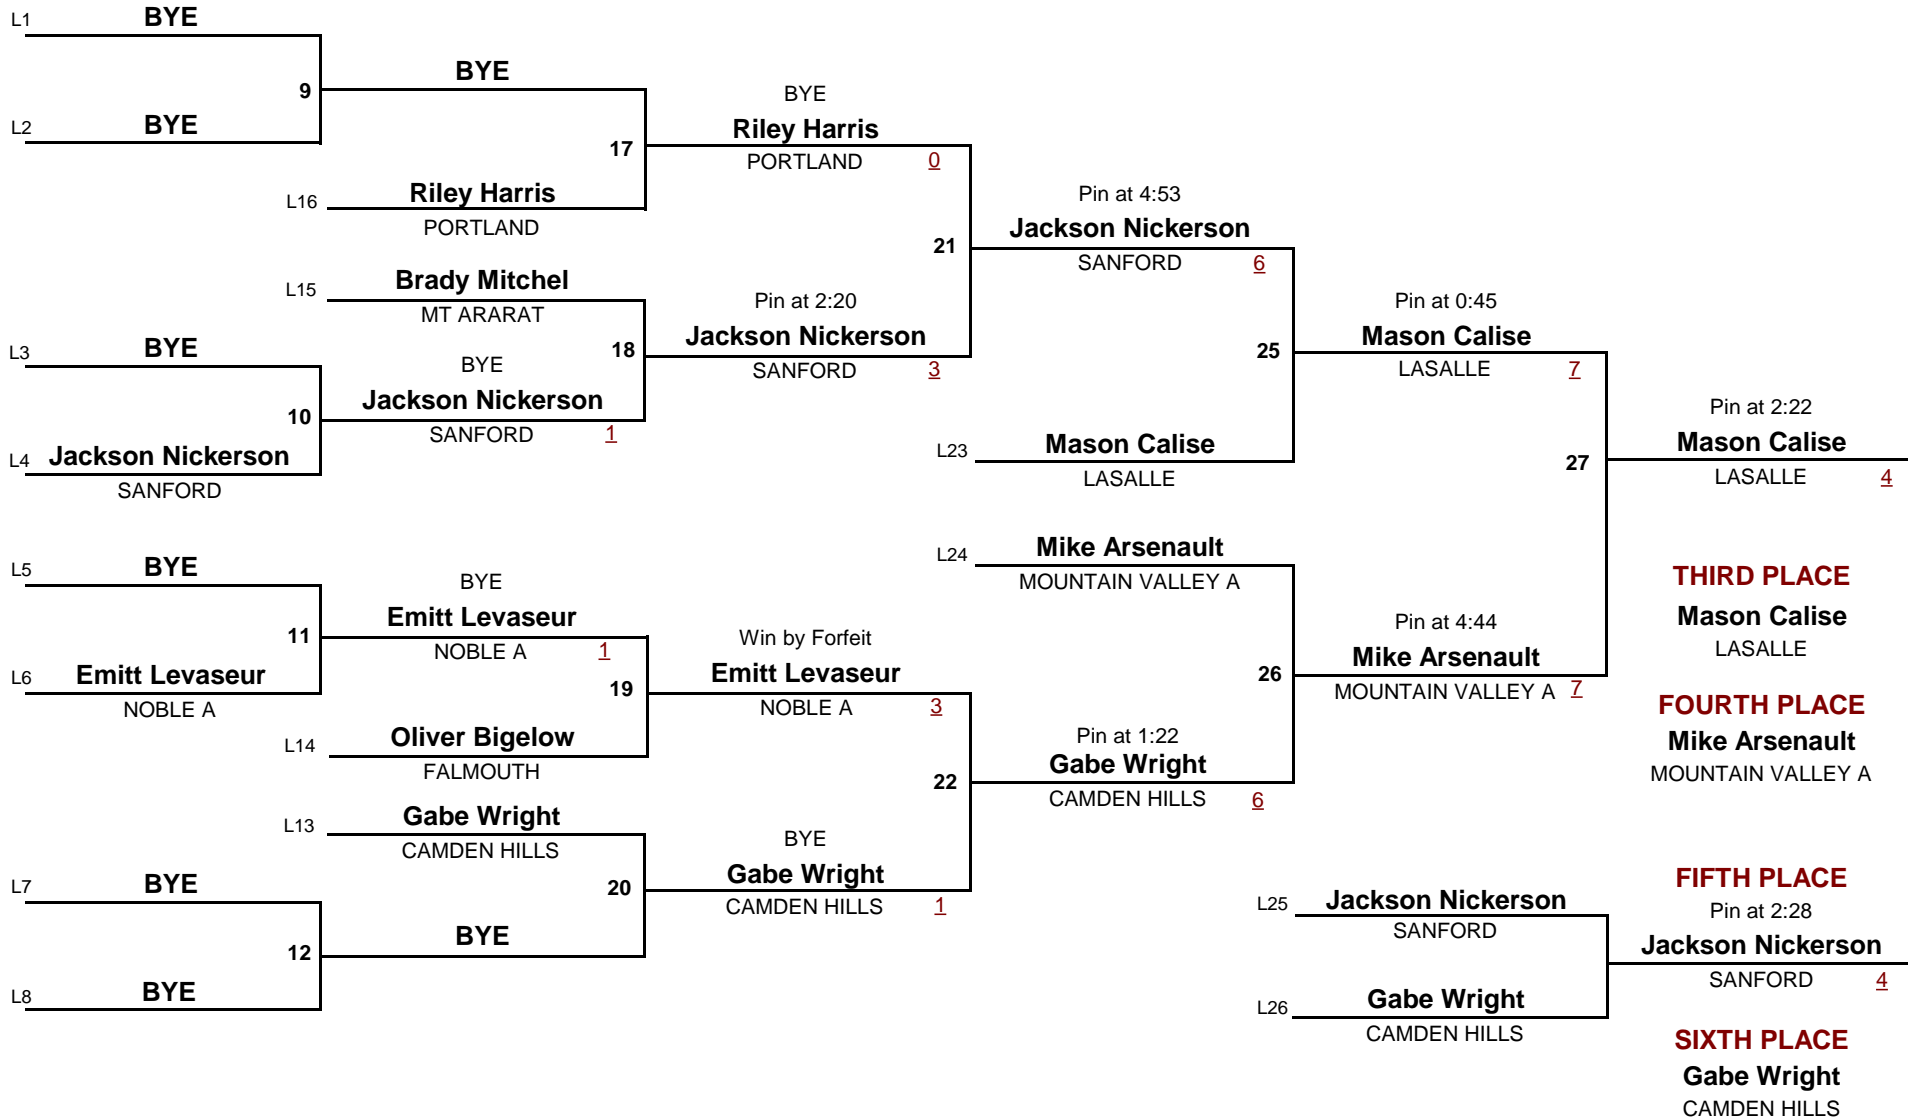 L1 BYE
9
L2 BYE
BYE
17
L16 Riley Harris
PORTLAND
BYE
Riley Harris
PORTLAND 0
L15 Brady Mitchel
MT ARARAT
L3 BYE
10
L4 Jackson Nickerson
SANFORD
BYE
Jackson Nickerson
SANFORD 1
18
Pin at 2:20
Jackson Nickerson
SANFORD 3
21
Pin at 4:53
Jackson Nickerson
SANFORD 6
25
L23 Mason Calise
LASALLE
Pin at 0:45
Mason Calise
LASALLE 7
27
Pin at 2:22
Mason Calise
LASALLE 4
L5 BYE
11
L6 Emitt Levaseur
NOBLE A
BYE
Emitt Levaseur
NOBLE A 1
19
L14 Oliver Bigelow
FALMOUTH
Win by Forfeit
Emitt Levaseur
NOBLE A 3
22
L13 Gabe Wright
CAMDEN HILLS
20
L7 BYE
12
L8 BYE
BYE
BYE
Gabe Wright
CAMDEN HILLS 1
L24 Mike Arsenault
MOUNTAIN VALLEY A
26
Pin at 1:22
Gabe Wright
CAMDEN HILLS 6
Pin at 4:44
Mike Arsenault
MOUNTAIN VALLEY A 7
THIRD PLACE
Mason Calise
LASALLE
FOURTH PLACE
Mike Arsenault
MOUNTAIN VALLEY A
L25 Jackson Nickerson
SANFORD
L26 Gabe Wright
CAMDEN HILLS
FIFTH PLACE
Pin at 2:28
Jackson Nickerson
SANFORD 4
SIXTH PLACE
Gabe Wright
CAMDEN HILLS